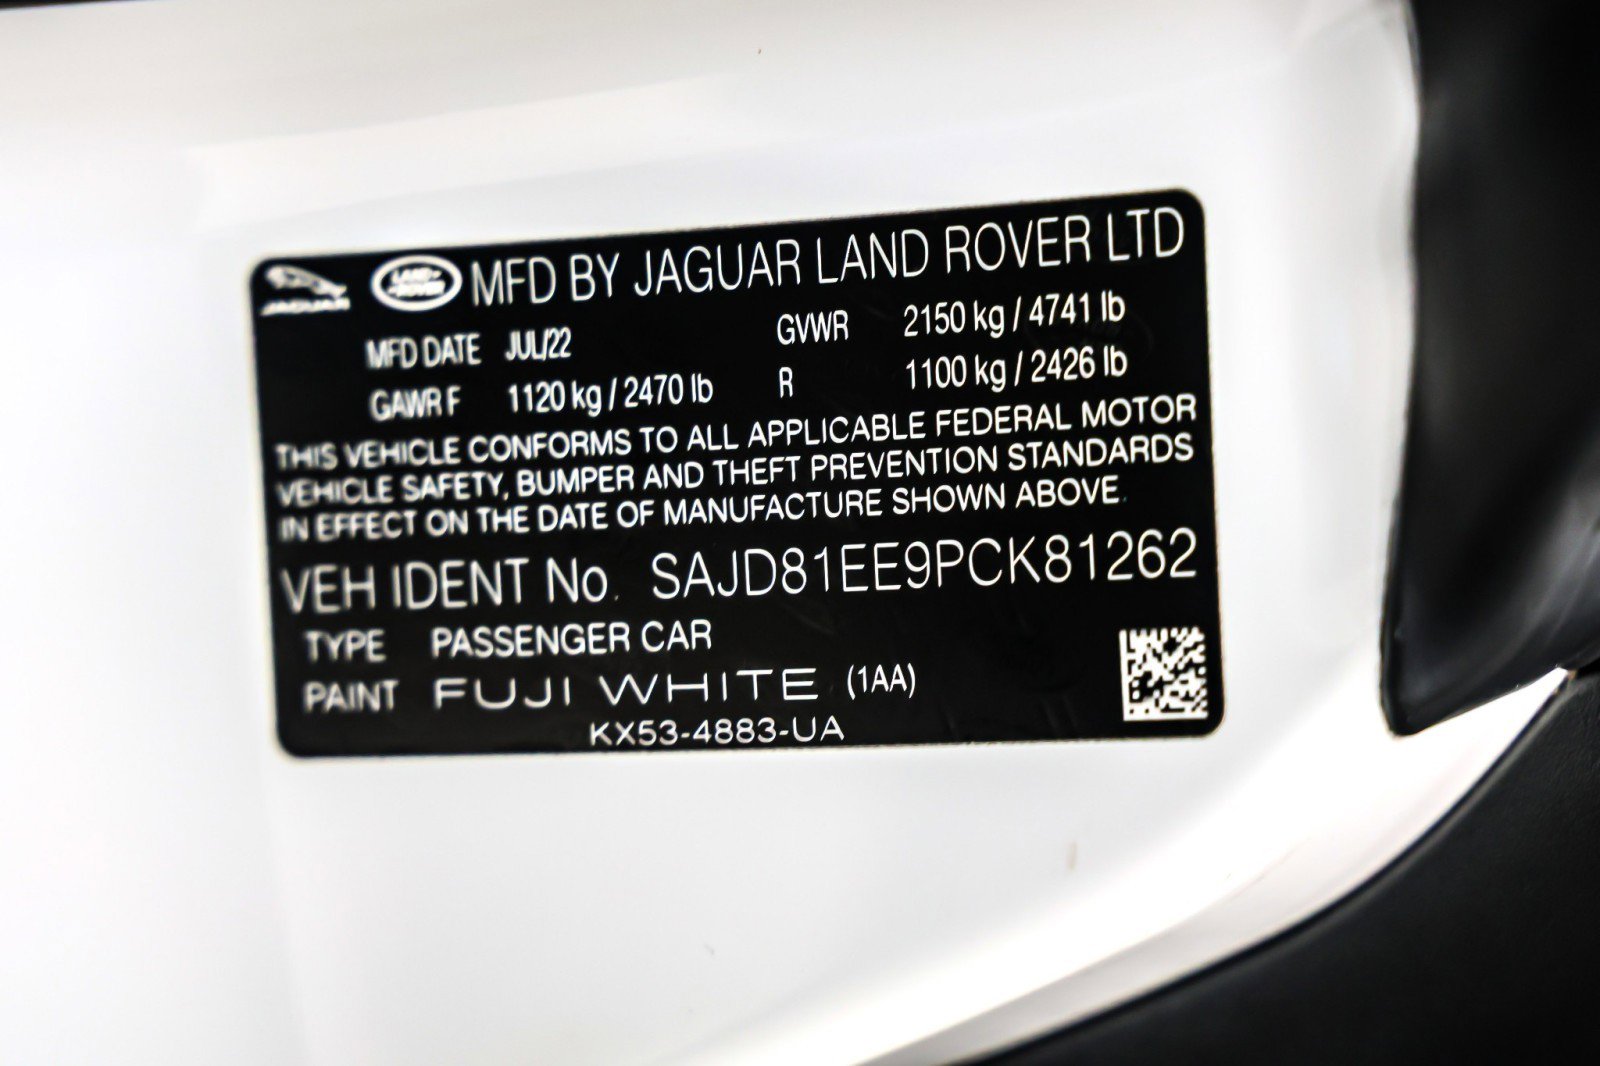 JAGUAR LAND ROVER MFD BY JAGUAR LAND ROVER LTD
MFD DATE JUL/22 GVWR 2150 kg / 4741 lb
GAWR F 1120 kg / 2470 lb R 1100 kg / 2426 lb
THIS VEHICLE CONFORMS TO ALL APPLICABLE FEDERAL MOTOR
VEHICLE SAFETY, BUMPER AND THEFT PREVENTION STANDARDS
IN EFFECT ON THE DATE OF MANUFACTURE SHOWN ABOVE.
VEH IDENT No. SAJD81EE9PCK81262
TYPE PASSENGER CAR
PAINT FUJI WHITE (1AA)
KX53-4883-UA